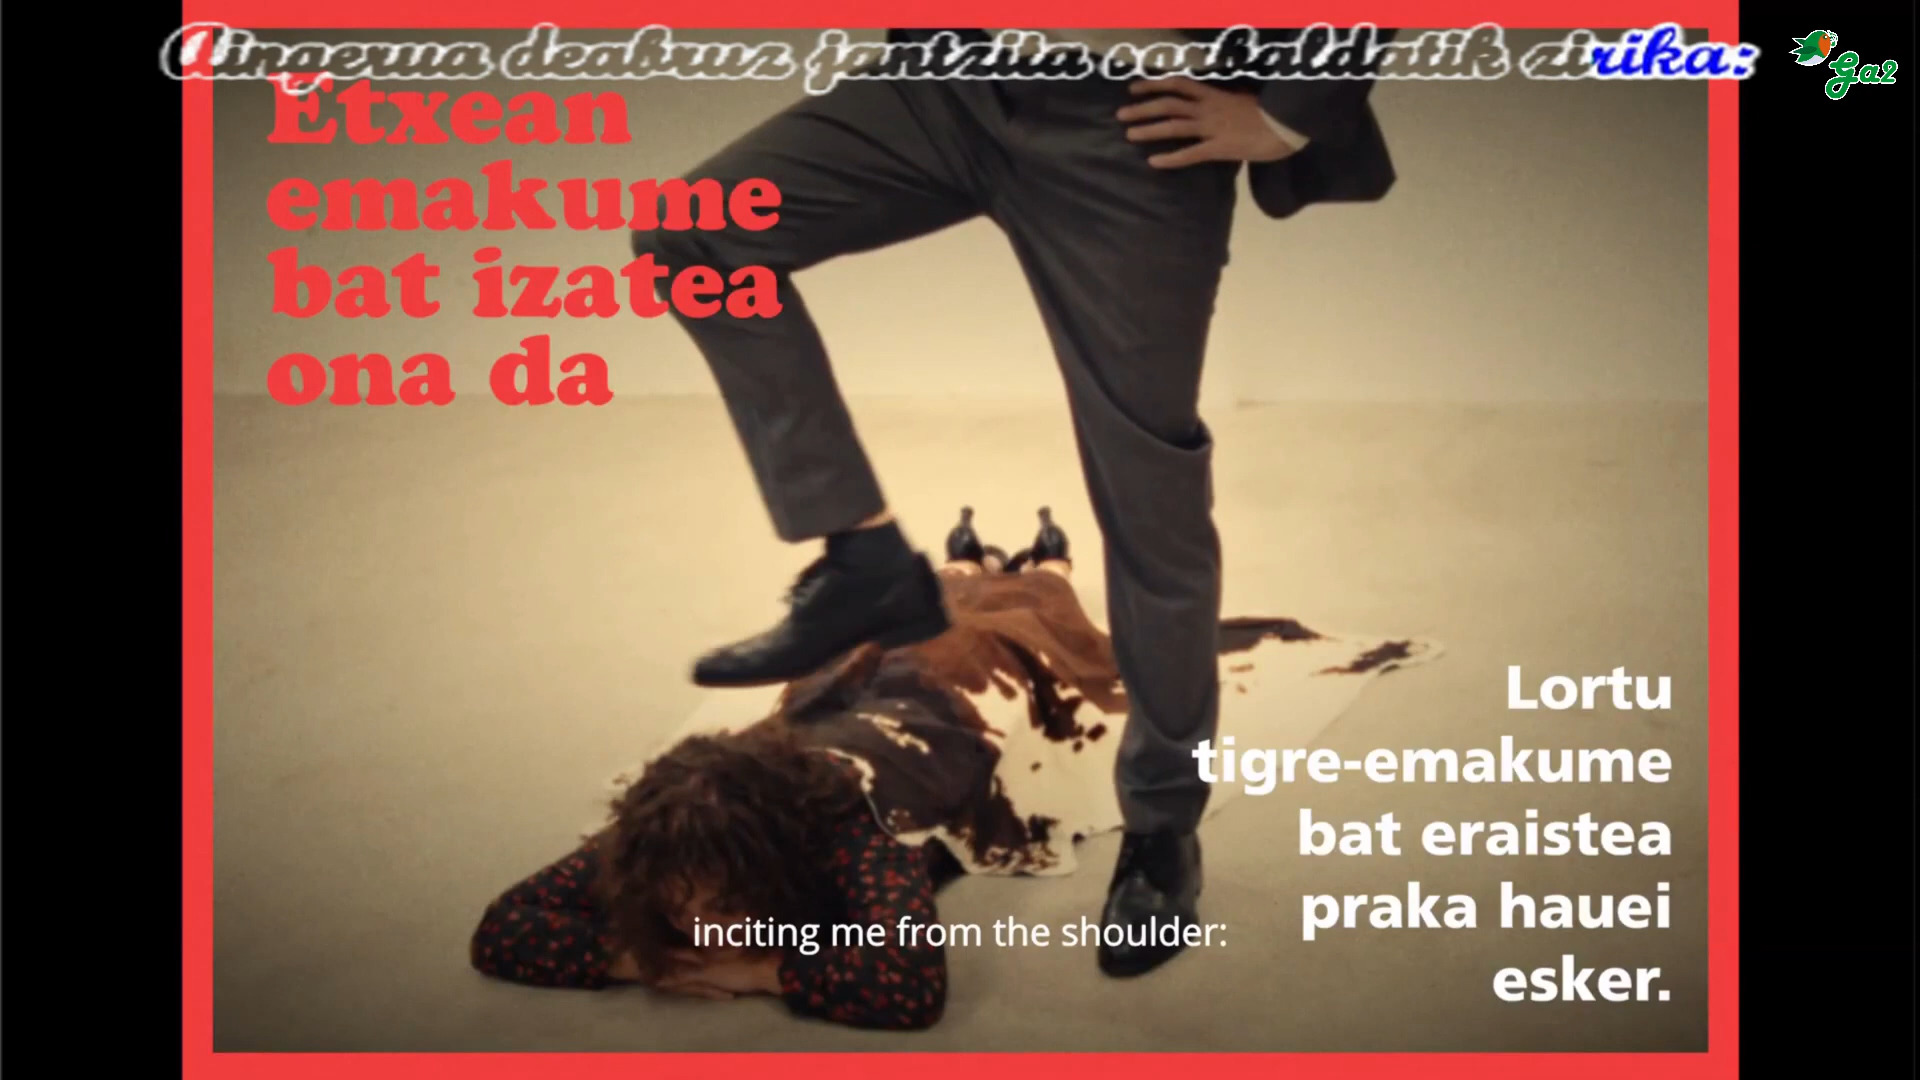 Aingerua deabruz jantzita sorbaldatik zirika:
Ga2
Etxean
emakume
bat izatea
ona da
Lortu
tigre-emakume
bat eraistea
praka hauei
esker.
inciting me from the shoulder: